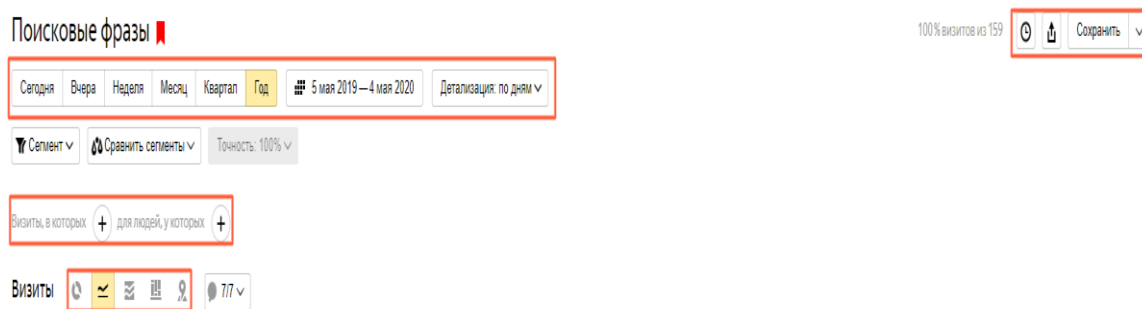 Поисковые фразы
100% визитов из 159
Сохранить
Сегодня Вчера Неделя Месяц Квартал Год 5 мая 2019 — 4 мая 2020 Детализация: по дням
Сегмент Сравнить сегменты Точность: 100%
Визиты, в которых + для людей, у которых +
Визиты 7/7